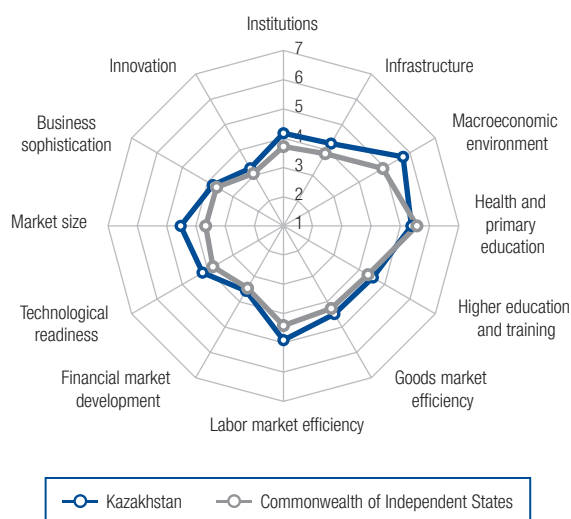 Institutions
7
6
5
4
3
2
1
Infrastructure
Macroeconomic
environment
Health and
primary
education
Higher education
and training
Goods market
efficiency
Labor market efficiency
Financial market
development
Technological
readiness
Market size
Business
sophistication
Innovation
Kazakhstan
Commonwealth of Independent States